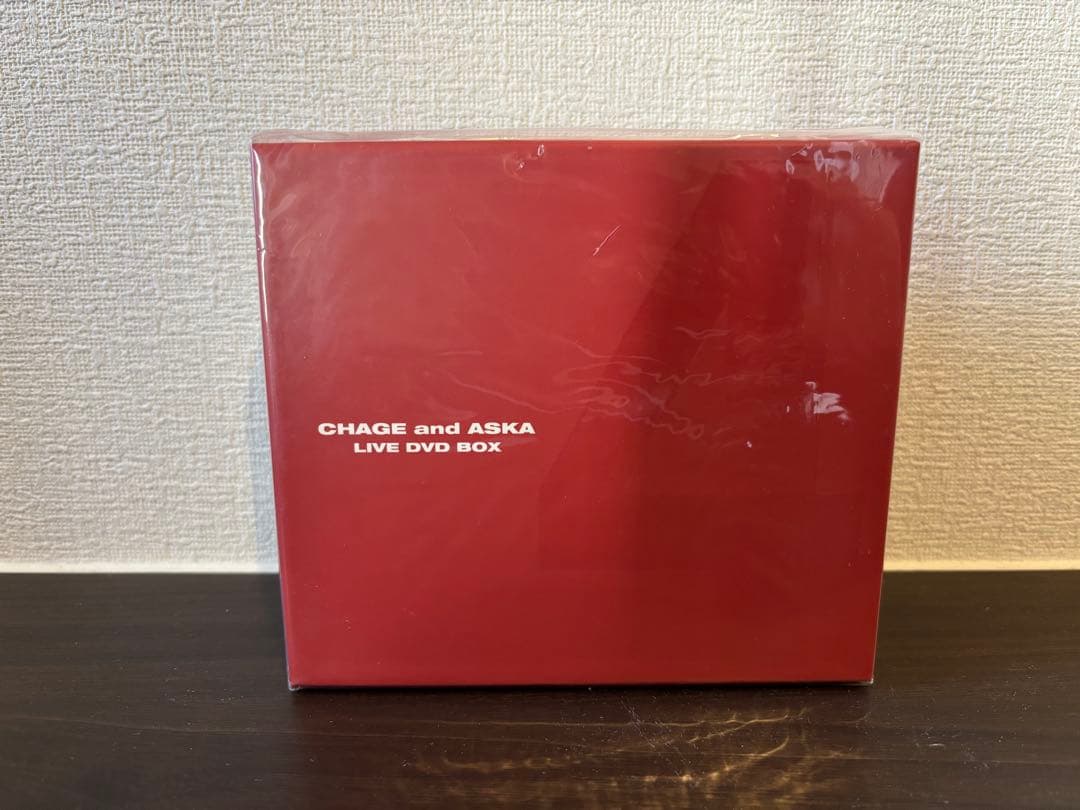 CHAGE and ASKA
LIVE DVD BOX